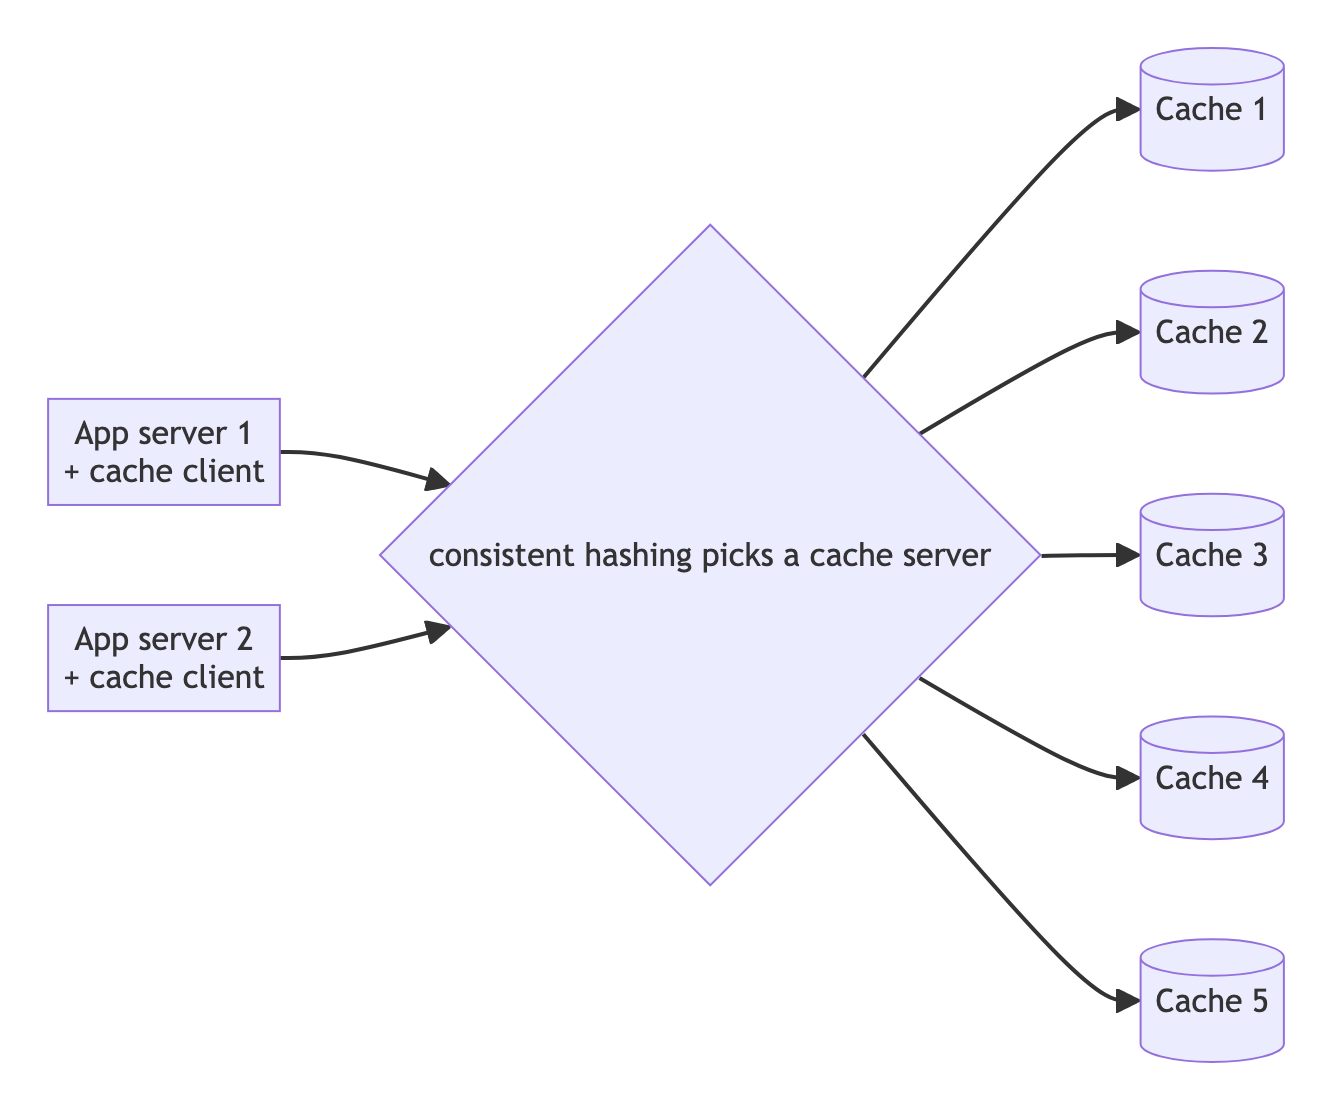 App server 1
+ cache client
App server 2
+ cache client
consistent hashing picks a cache server
Cache 1
Cache 2
Cache 3
Cache 4
Cache 5